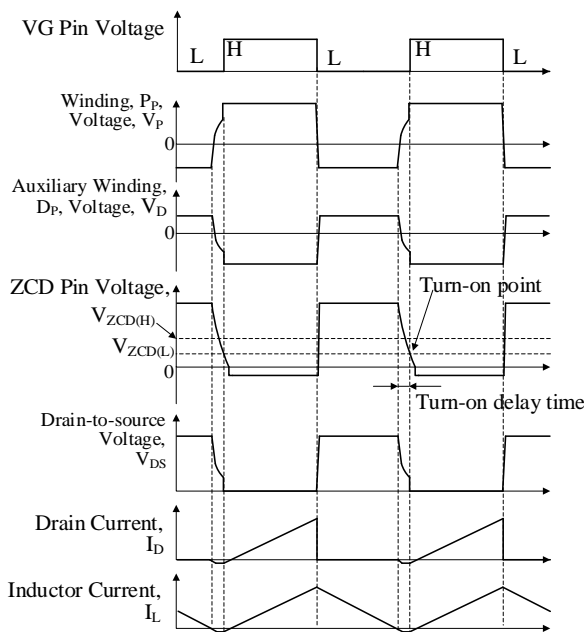 VG Pin Voltage
L
H
L
H
L
Winding, PP,
Voltage, VP
0
Auxiliary Winding,
DP, Voltage, VD
0
ZCD Pin Voltage,
Turn-on point
VZCD(H)
VZCD(L)
0
Turn-on delay time
Drain-to-source
Voltage,
VDS
Drain Current,
ID
Inductor Current,
IL